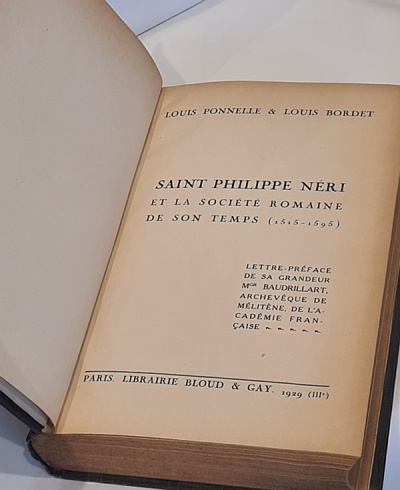 LOUIS PONNELLE & LOUIS BORDET
SAINT PHILIPPE NÉRI
ET LA SOCIÉTÉ ROMAINE
DE SON TEMPS (1515-1595)
LETTRE-PRÉFACE
DE SA GRANDEUR
MGR BAUDRILLART,
ARCHEVÊQUE DE
MÉLITÈNE, DE L'A-
CADÉMIE FRAN-
ÇAISE
PARIS. LIBRAIRIE BLOUD & GAY. 1929 (IIIe)